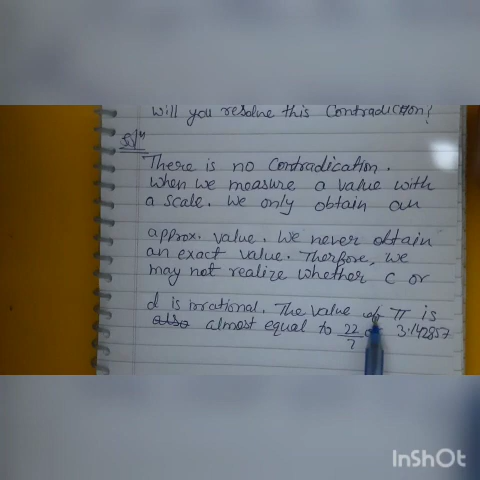 will you resolve this Contradiction?
Solⁿ
There is no Contradication.
When we measure a value with
a scale. We only obtain an
approx. value. We never obtain
an exact value. Therfore, we
may not realize whether c or
d is irrational. The value of π is
also almost equal to 22/7 or 3.142857
InShOt